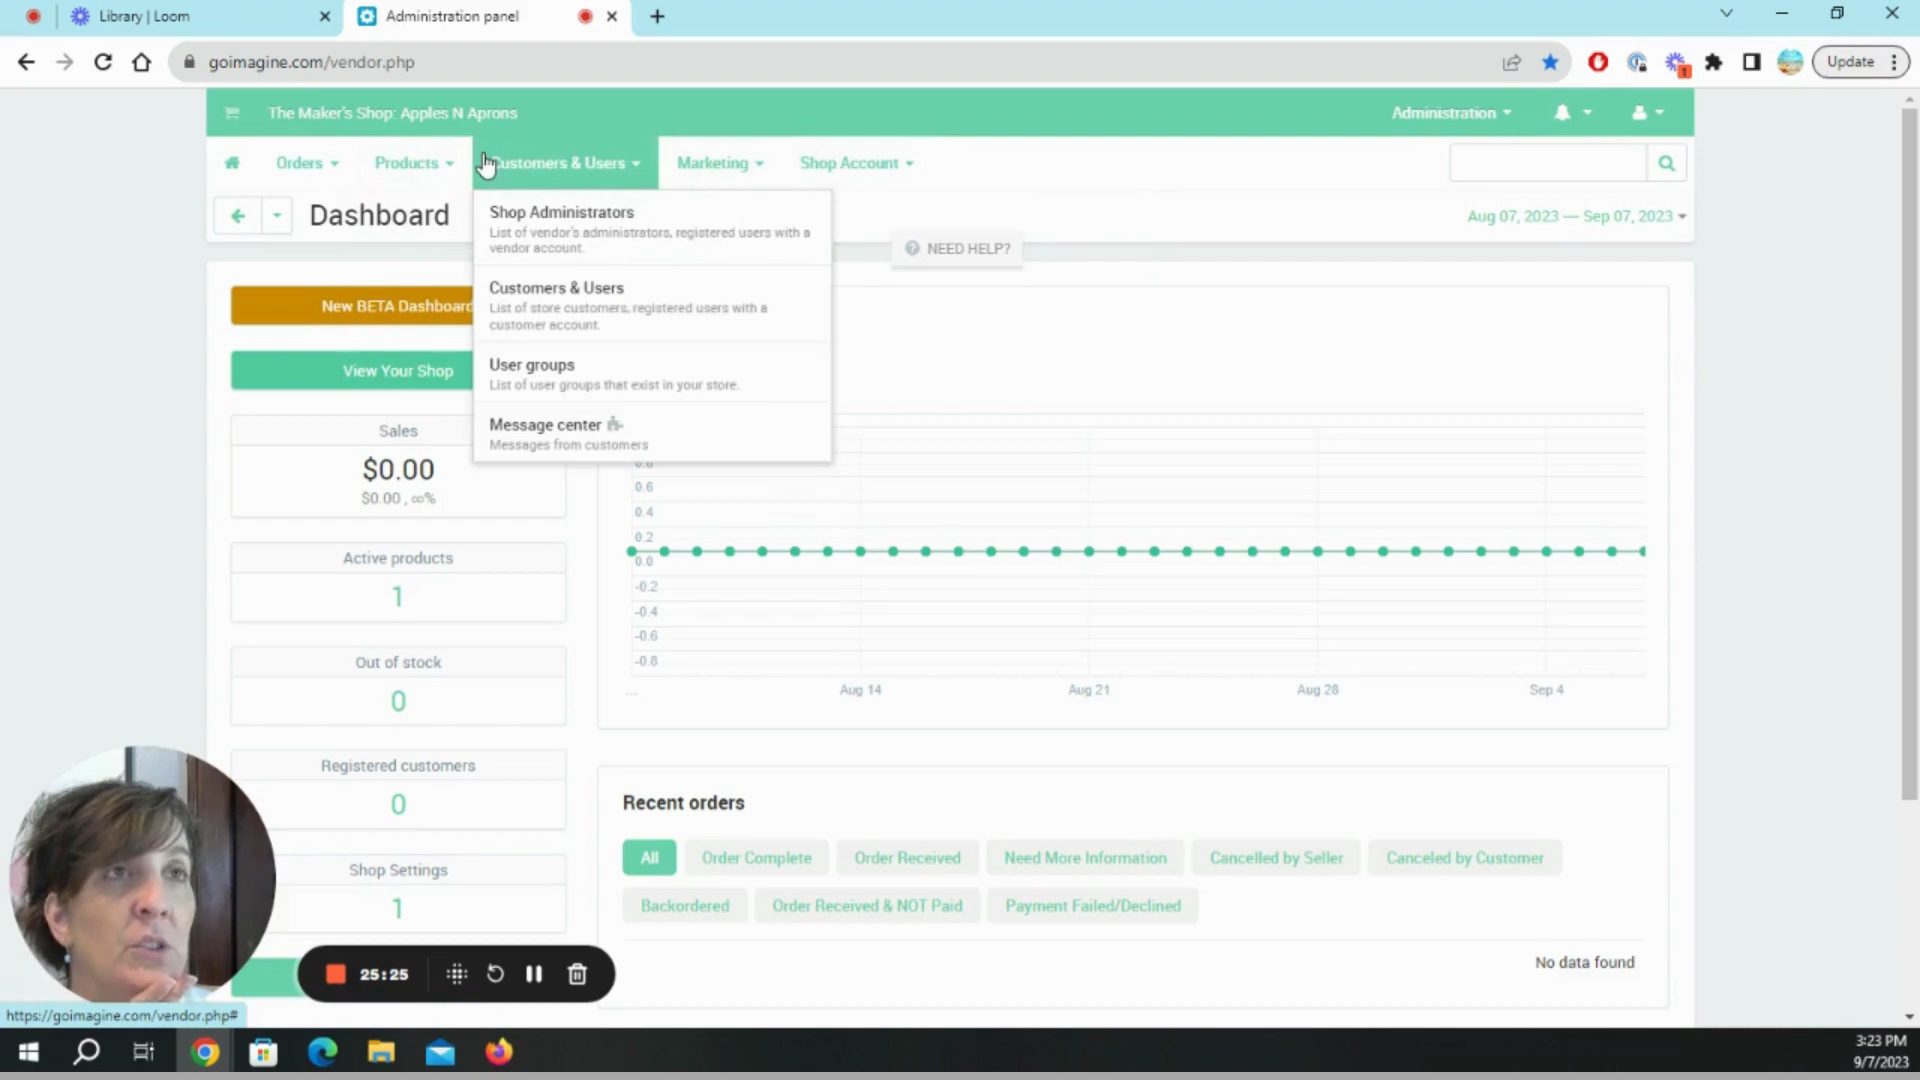 Library | Loom
Administration panel
goimagine.com/vendor.php
1
Update
The Maker's Shop: Apples N Aprons
Administration
Orders
Products
Customers & Users
Marketing
Shop Account
Dashboard
Aug 07, 2023 — Sep 07, 2023
Shop Administrators
List of vendor's administrators, registered users with a
vendor account.
Customers & Users
List of store customers, registered users with a
customer account.
User groups
List of user groups that exist in your store.
Message center
Messages from customers
NEED HELP?
New BETA Dashboard
View Your Shop
Sales
$0.00
$0.00 , ∞%
Active products
1
Out of stock
0
Registered customers
0
Shop Settings
1
0.6
0.4
0.2
0.0
-0.2
-0.4
-0.6
-0.8
...
Aug 14
Aug 21
Aug 28
Sep 4
Recent orders
All
Order Complete
Order Received
Need More Information
Cancelled by Seller
Canceled by Customer
Backordered
Order Received & NOT Paid
Payment Failed/Declined
No data found
25:25
https://goimagine.com/vendor.php#
3:23 PM
9/7/2023